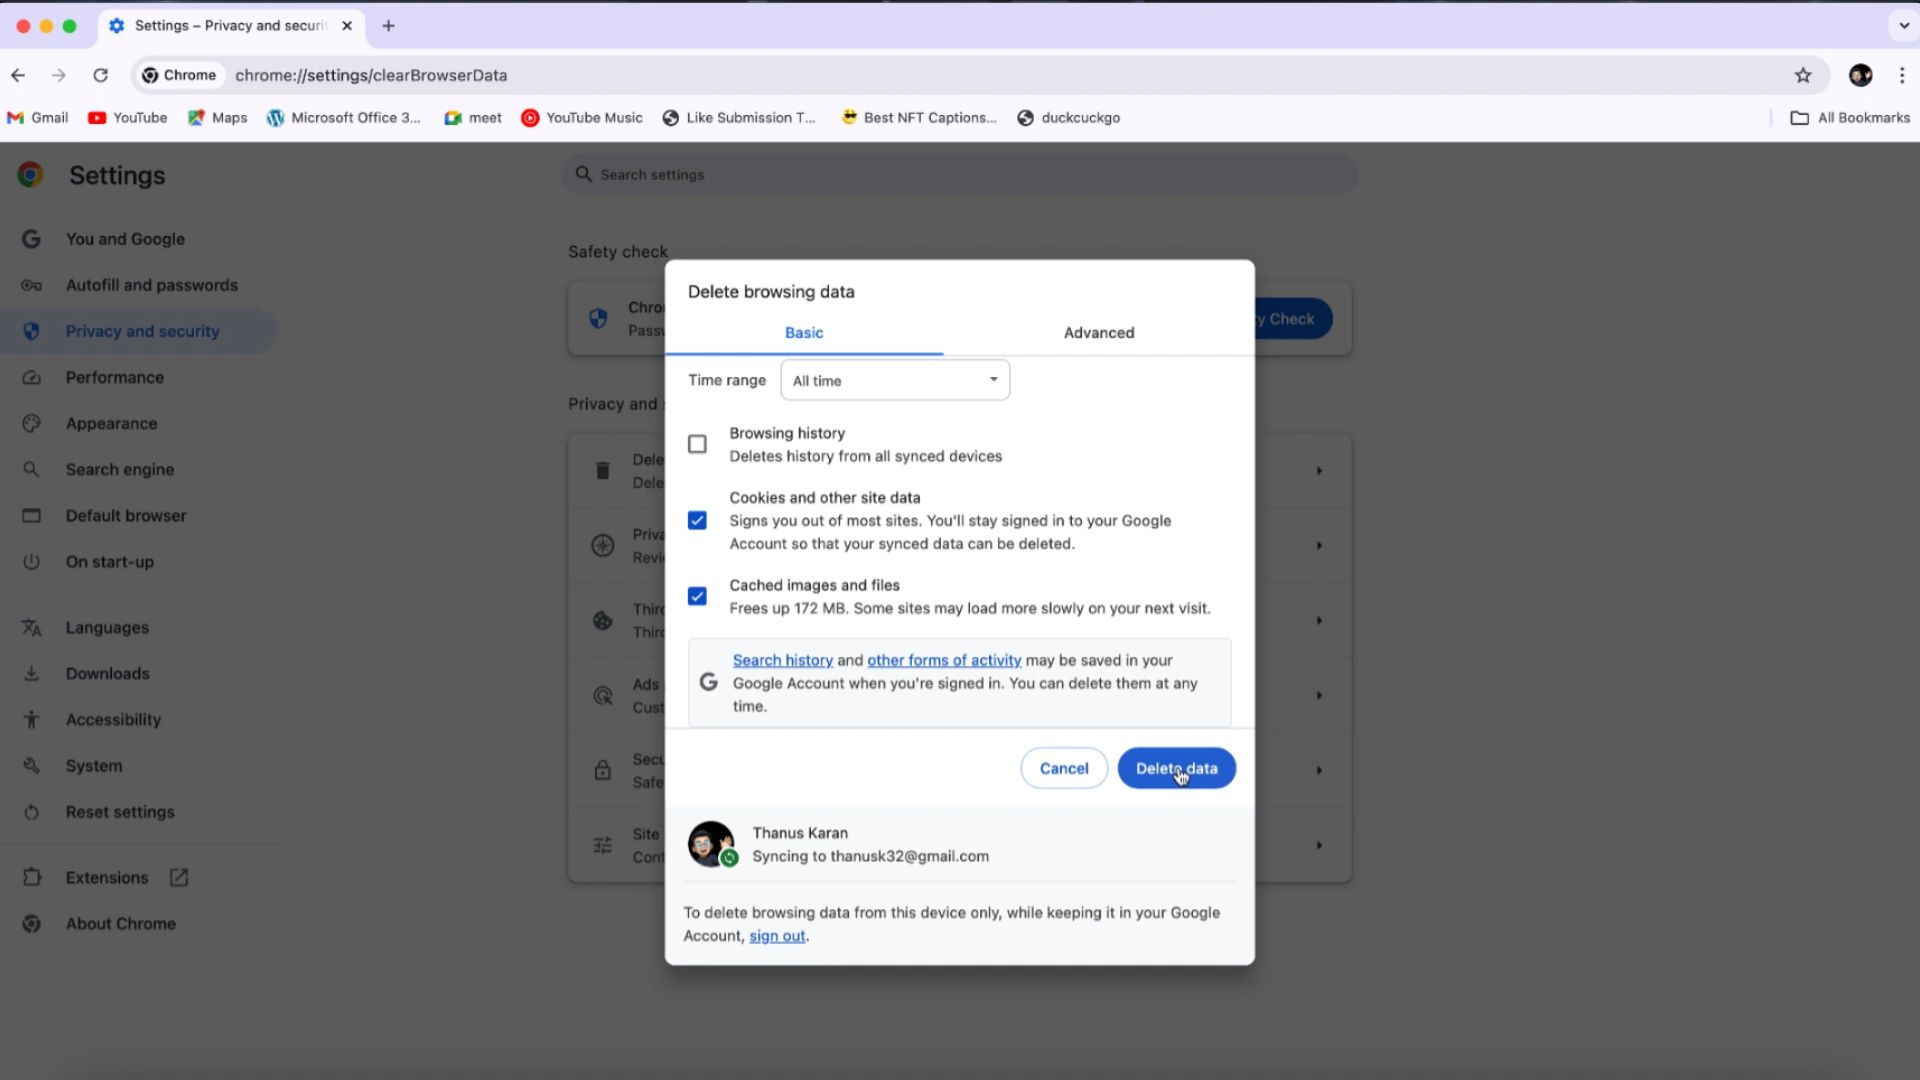 Settings – Privacy and securi
Chrome chrome://settings/clearBrowserData
Gmail YouTube Maps Microsoft Office 3... meet YouTube Music Like Submission T... Best NFT Captions... duckcuckgo All Bookmarks
Settings
Search settings
You and Google
Autofill and passwords
Privacy and security
Performance
Appearance
Search engine
Default browser
On start-up
Languages
Downloads
Accessibility
System
Reset settings
Extensions
About Chrome
Safety check
Chro
Passw
y Check
Privacy and s
Dele
Dele
Priva
Revie
Third
Third
Ads
Cust
Secu
Safe
Site
Cont
Delete browsing data
Basic Advanced
Time range All time
Browsing history
Deletes history from all synced devices
Cookies and other site data
Signs you out of most sites. You'll stay signed in to your Google
Account so that your synced data can be deleted.
Cached images and files
Frees up 172 MB. Some sites may load more slowly on your next visit.
Search history and other forms of activity may be saved in your
Google Account when you're signed in. You can delete them at any
time.
Cancel Delete data
Thanus Karan
Syncing to thanusk32@gmail.com
To delete browsing data from this device only, while keeping it in your Google
Account, sign out.